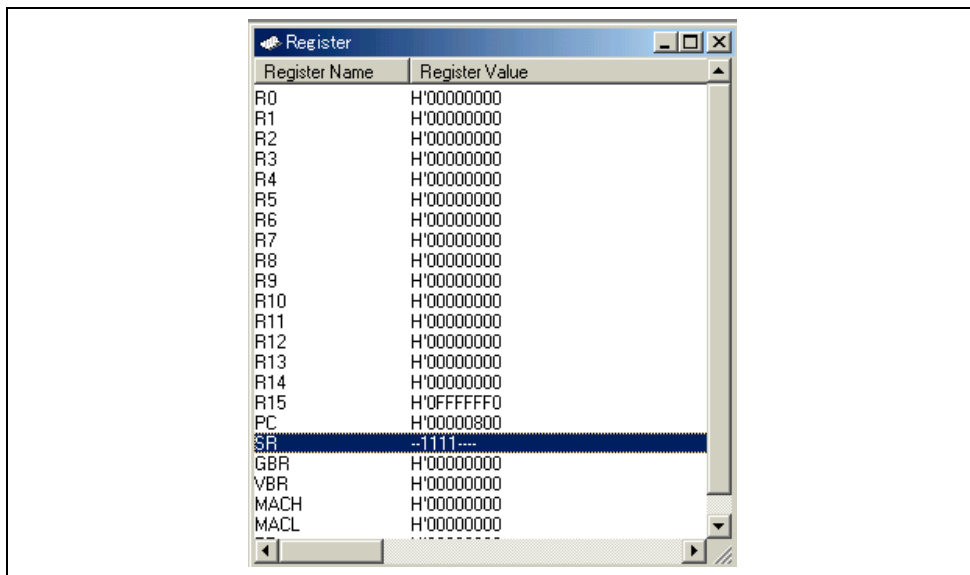 Register
Register Name Register Value
R0 H'00000000
R1 H'00000000
R2 H'00000000
R3 H'00000000
R4 H'00000000
R5 H'00000000
R6 H'00000000
R7 H'00000000
R8 H'00000000
R9 H'00000000
R10 H'00000000
R11 H'00000000
R12 H'00000000
R13 H'00000000
R14 H'00000000
R15 H'0FFFFFF0
PC H'00000800
SR --1111----
GBR H'00000000
VBR H'00000000
MACH H'00000000
MACL H'00000000